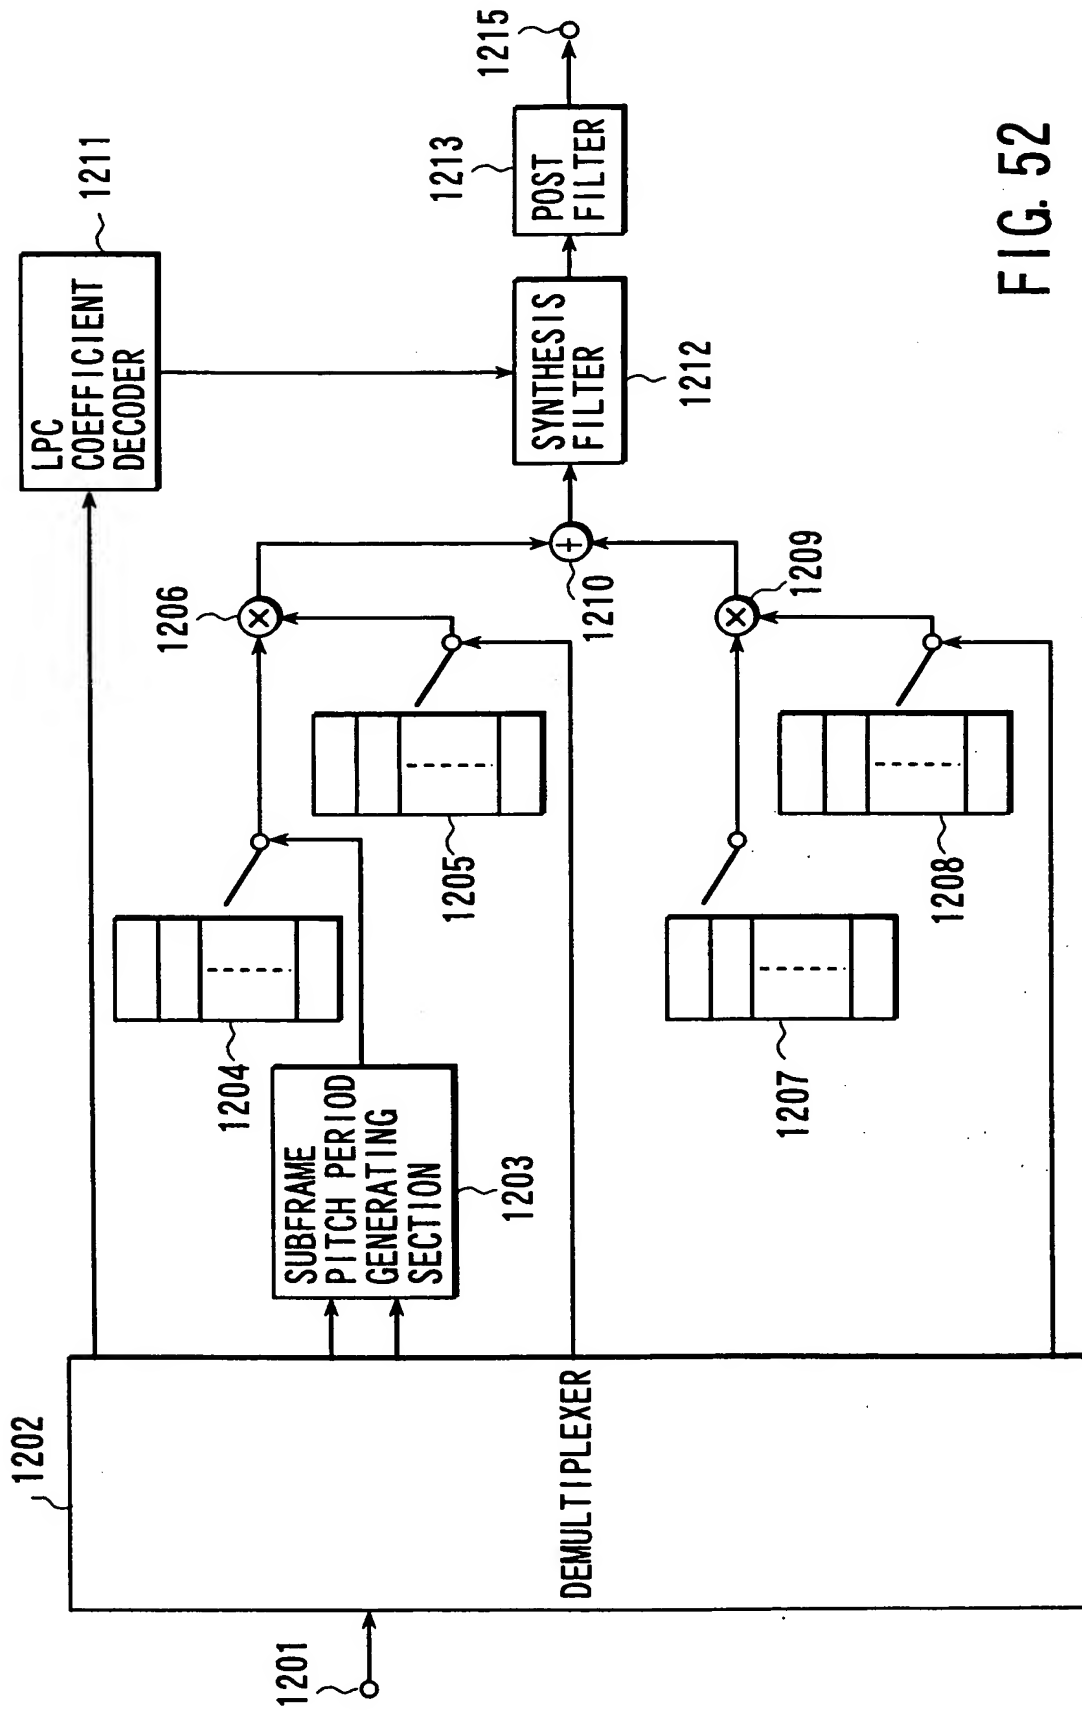 1201
1202
DEMULTIPLEXER
SUBFRAME
PITCH PERIOD
GENERATING
SECTION
1203
1204
1205
1206
1207
1208
1209
1210
LPC
COEFFICIENT
DECODER
1211
SYNTHESIS
FILTER
1212
POST
FILTER
1213
1215
FIG. 52